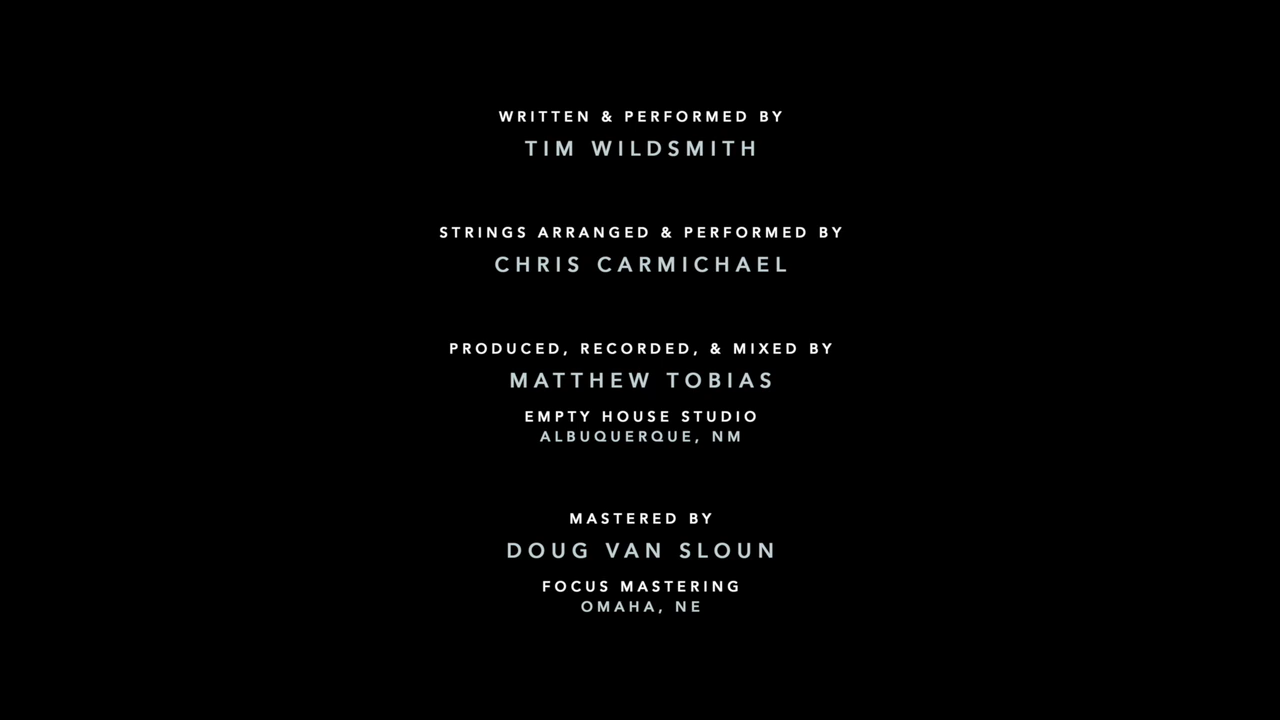 WRITTEN & PERFORMED BY
TIM WILDSMITH
STRINGS ARRANGED & PERFORMED BY
CHRIS CARMICHAEL
PRODUCED, RECORDED, & MIXED BY
MATTHEW TOBIAS
EMPTY HOUSE STUDIO
ALBUQUERQUE, NM
MASTERED BY
DOUG VAN SLOUN
FOCUS MASTERING
OMAHA, NE